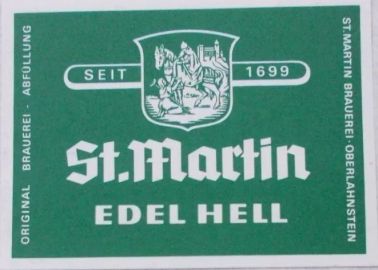 SEIT 1699
St. Martin
EDEL HELL
ORIGINAL BRAUEREI - ABFÜLLUNG
ST. MARTIN BRAUEREI - OBERLAHNSTEIN